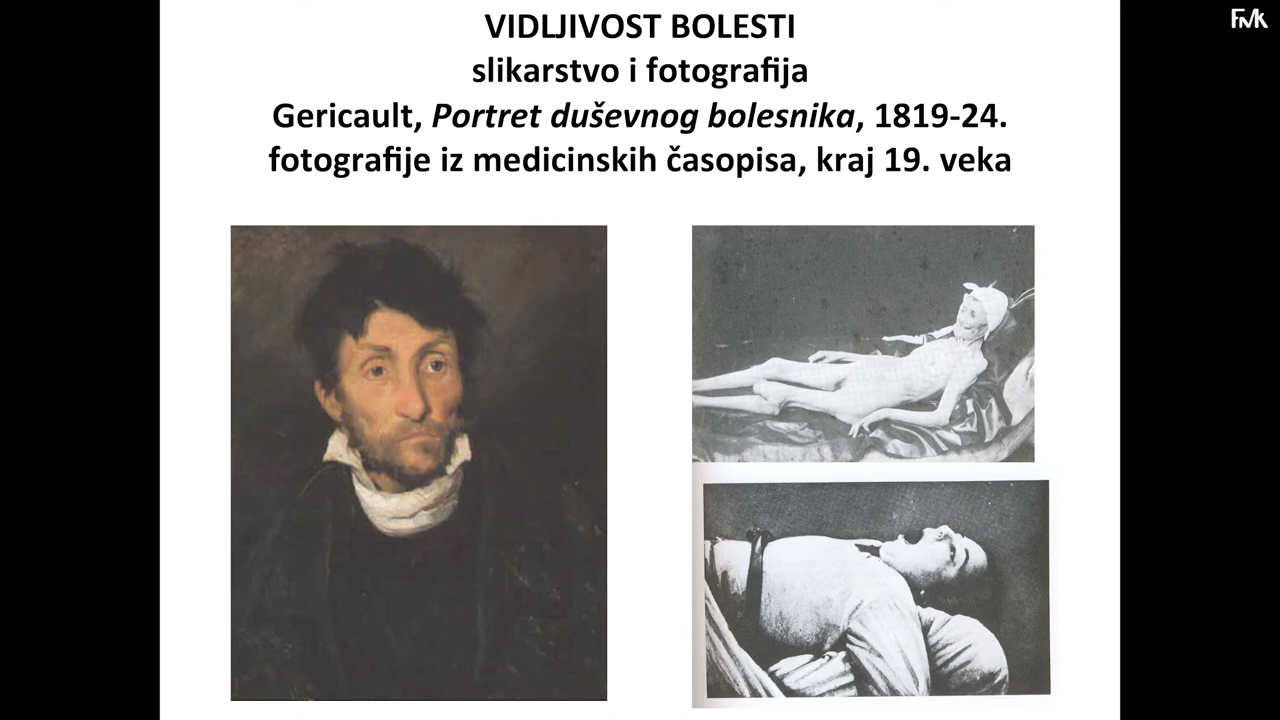 VIDLJIVOST BOLESTI
slikarstvo i fotografija
Gericault, Portret duševnog bolesnika, 1819-24.
fotografije iz medicinskih časopisa, kraj 19. veka
FMK